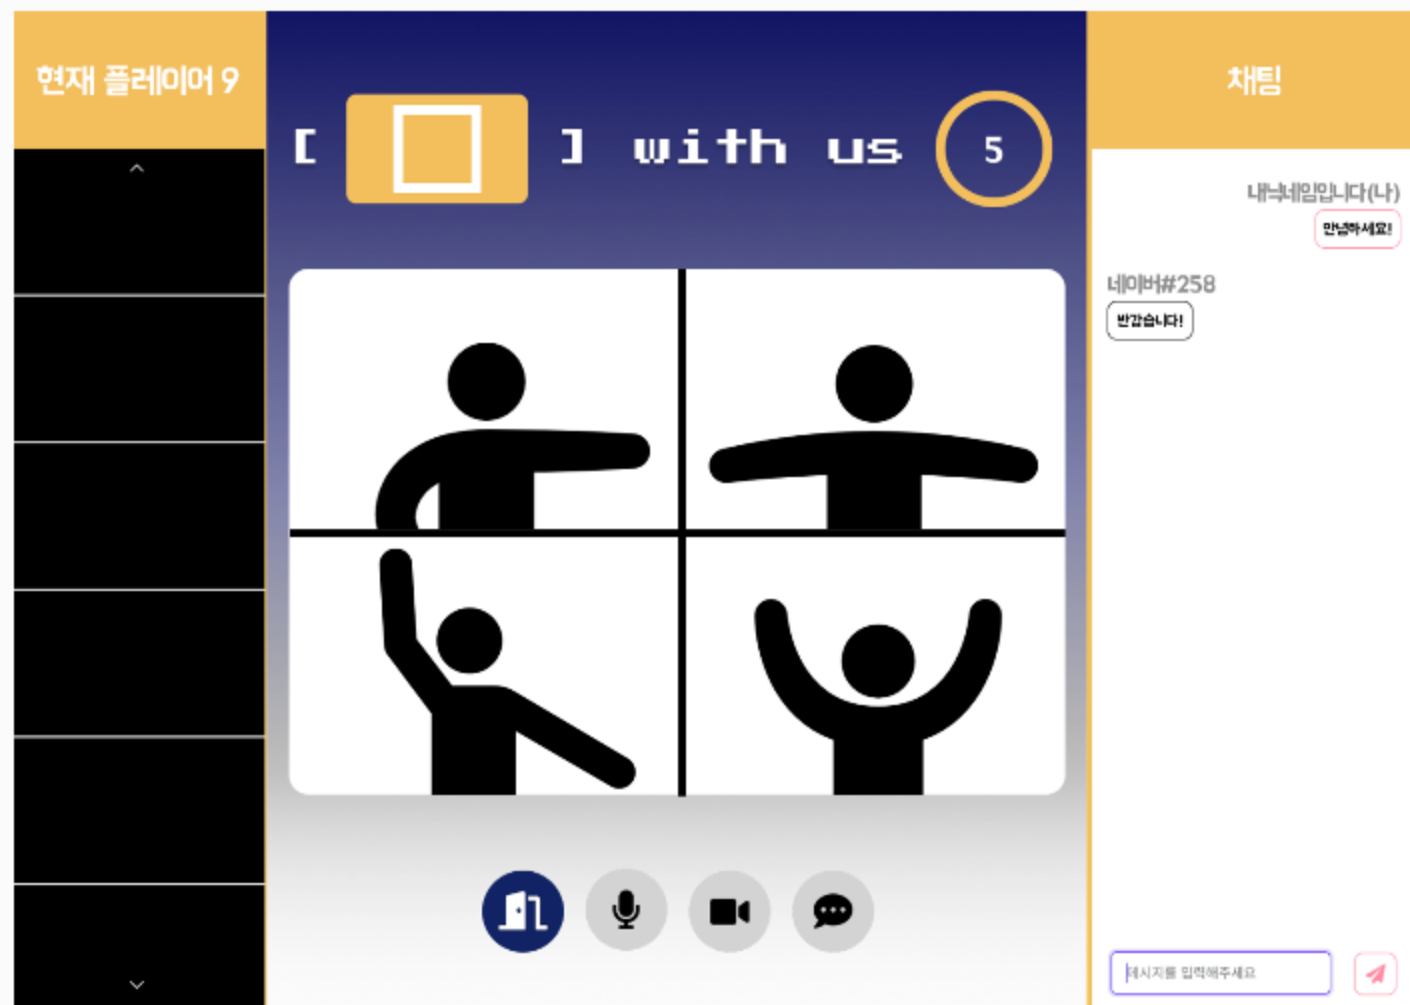 현재 플레이어 9
[ □ ] with us 5
채팅
내닉네임입니다(나)
안녕하세요!
네이버#258
반갑습니다!
메시지를 입력해주세요